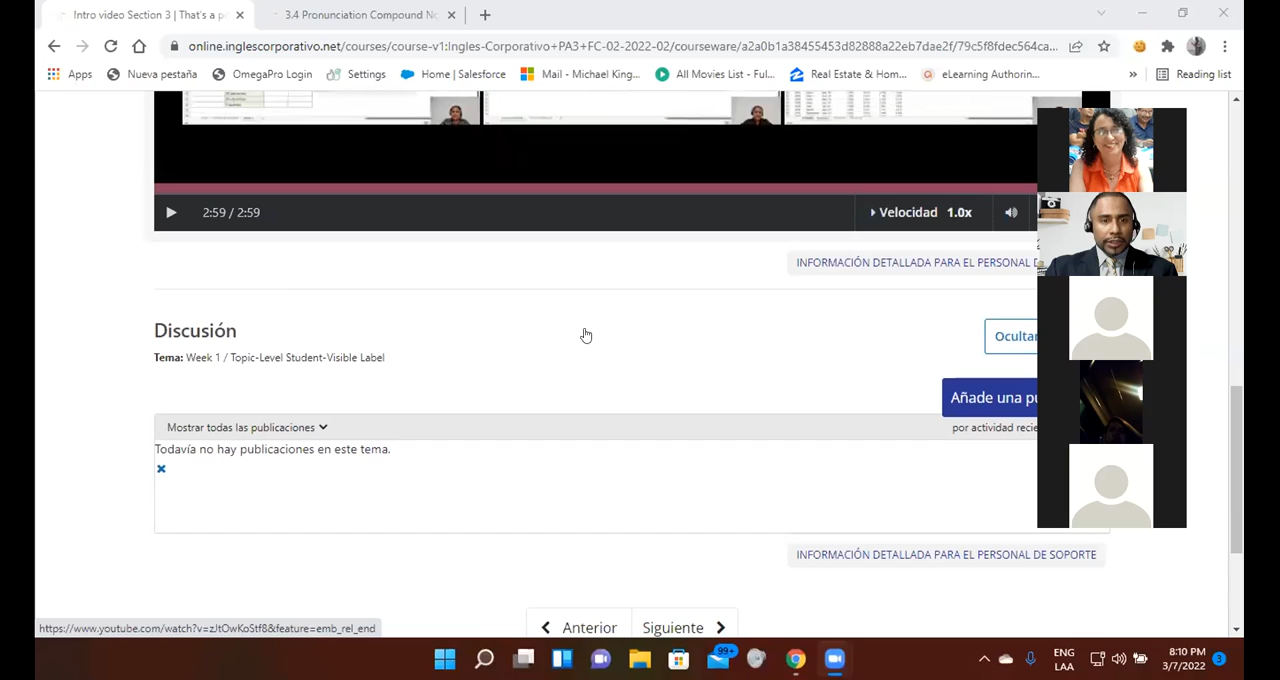 Intro video Section 3 | That's a p
3.4 Pronunciation Compound No
online.inglescorporativo.net/courses/course-v1:Ingles-Corporativo+PA3+FC-02-2022-02/courseware/a2a0b1a38455453d82888a22eb7dae2f/79c5f8fdec564ca...
Apps Nueva pestaña OmegaPro Login Settings Home | Salesforce Mail - Michael King... All Movies List - Ful... Real Estate & Hom... eLearning Authorin... » Reading list
2:59 / 2:59 Velocidad 1.0x
INFORMACIÓN DETALLADA PARA EL PERSONAL D
Discusión
Ocultar
Tema: Week 1 / Topic-Level Student-Visible Label
Añade una pu
Mostrar todas las publicaciones por actividad recie
Todavía no hay publicaciones en este tema.
INFORMACIÓN DETALLADA PARA EL PERSONAL DE SOPORTE
Anterior Siguiente
https://www.youtube.com/watch?v=zJtOwKoStf8&feature=emb_rel_end
99+
ENG
LAA
8:10 PM
3/7/2022
3